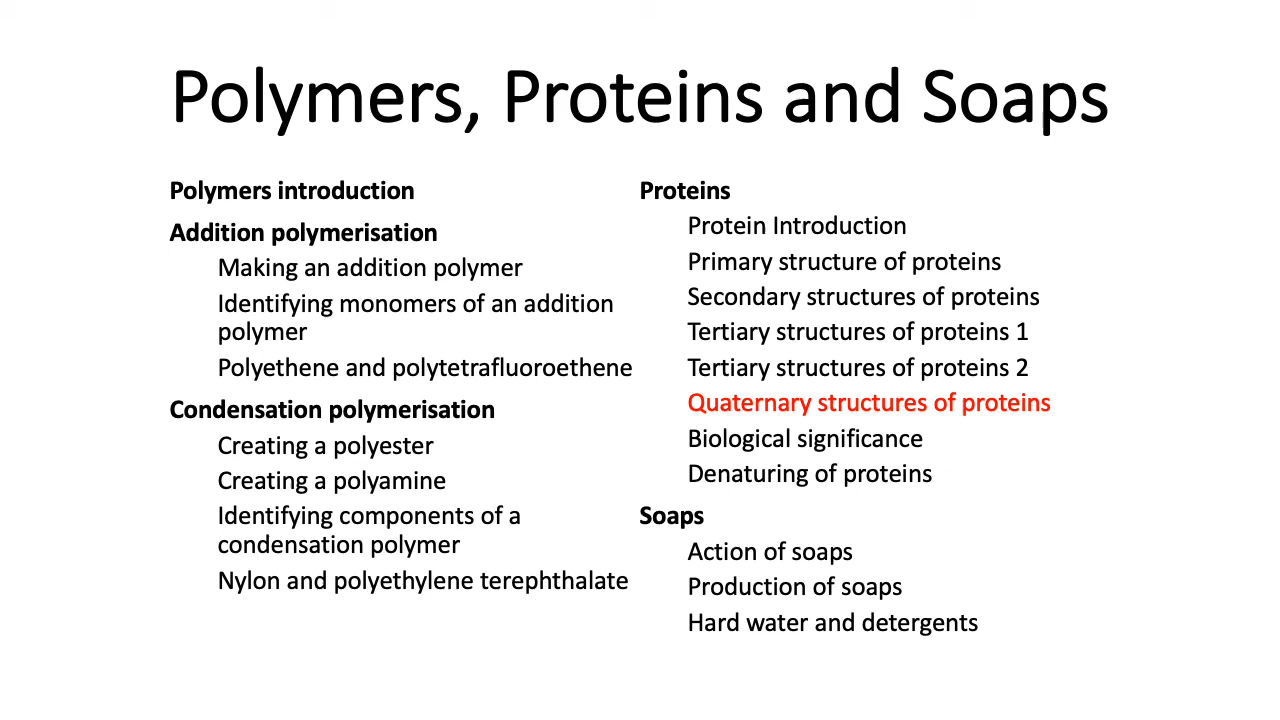 Polymers, Proteins and Soaps
Polymers introduction
Addition polymerisation
Making an addition polymer
Identifying monomers of an addition
polymer
Polyethene and polytetrafluoroethene
Condensation polymerisation
Creating a polyester
Creating a polyamine
Identifying components of a
condensation polymer
Nylon and polyethylene terephthalate
Proteins
Protein Introduction
Primary structure of proteins
Secondary structures of proteins
Tertiary structures of proteins 1
Tertiary structures of proteins 2
Quaternary structures of proteins
Biological significance
Denaturing of proteins
Soaps
Action of soaps
Production of soaps
Hard water and detergents